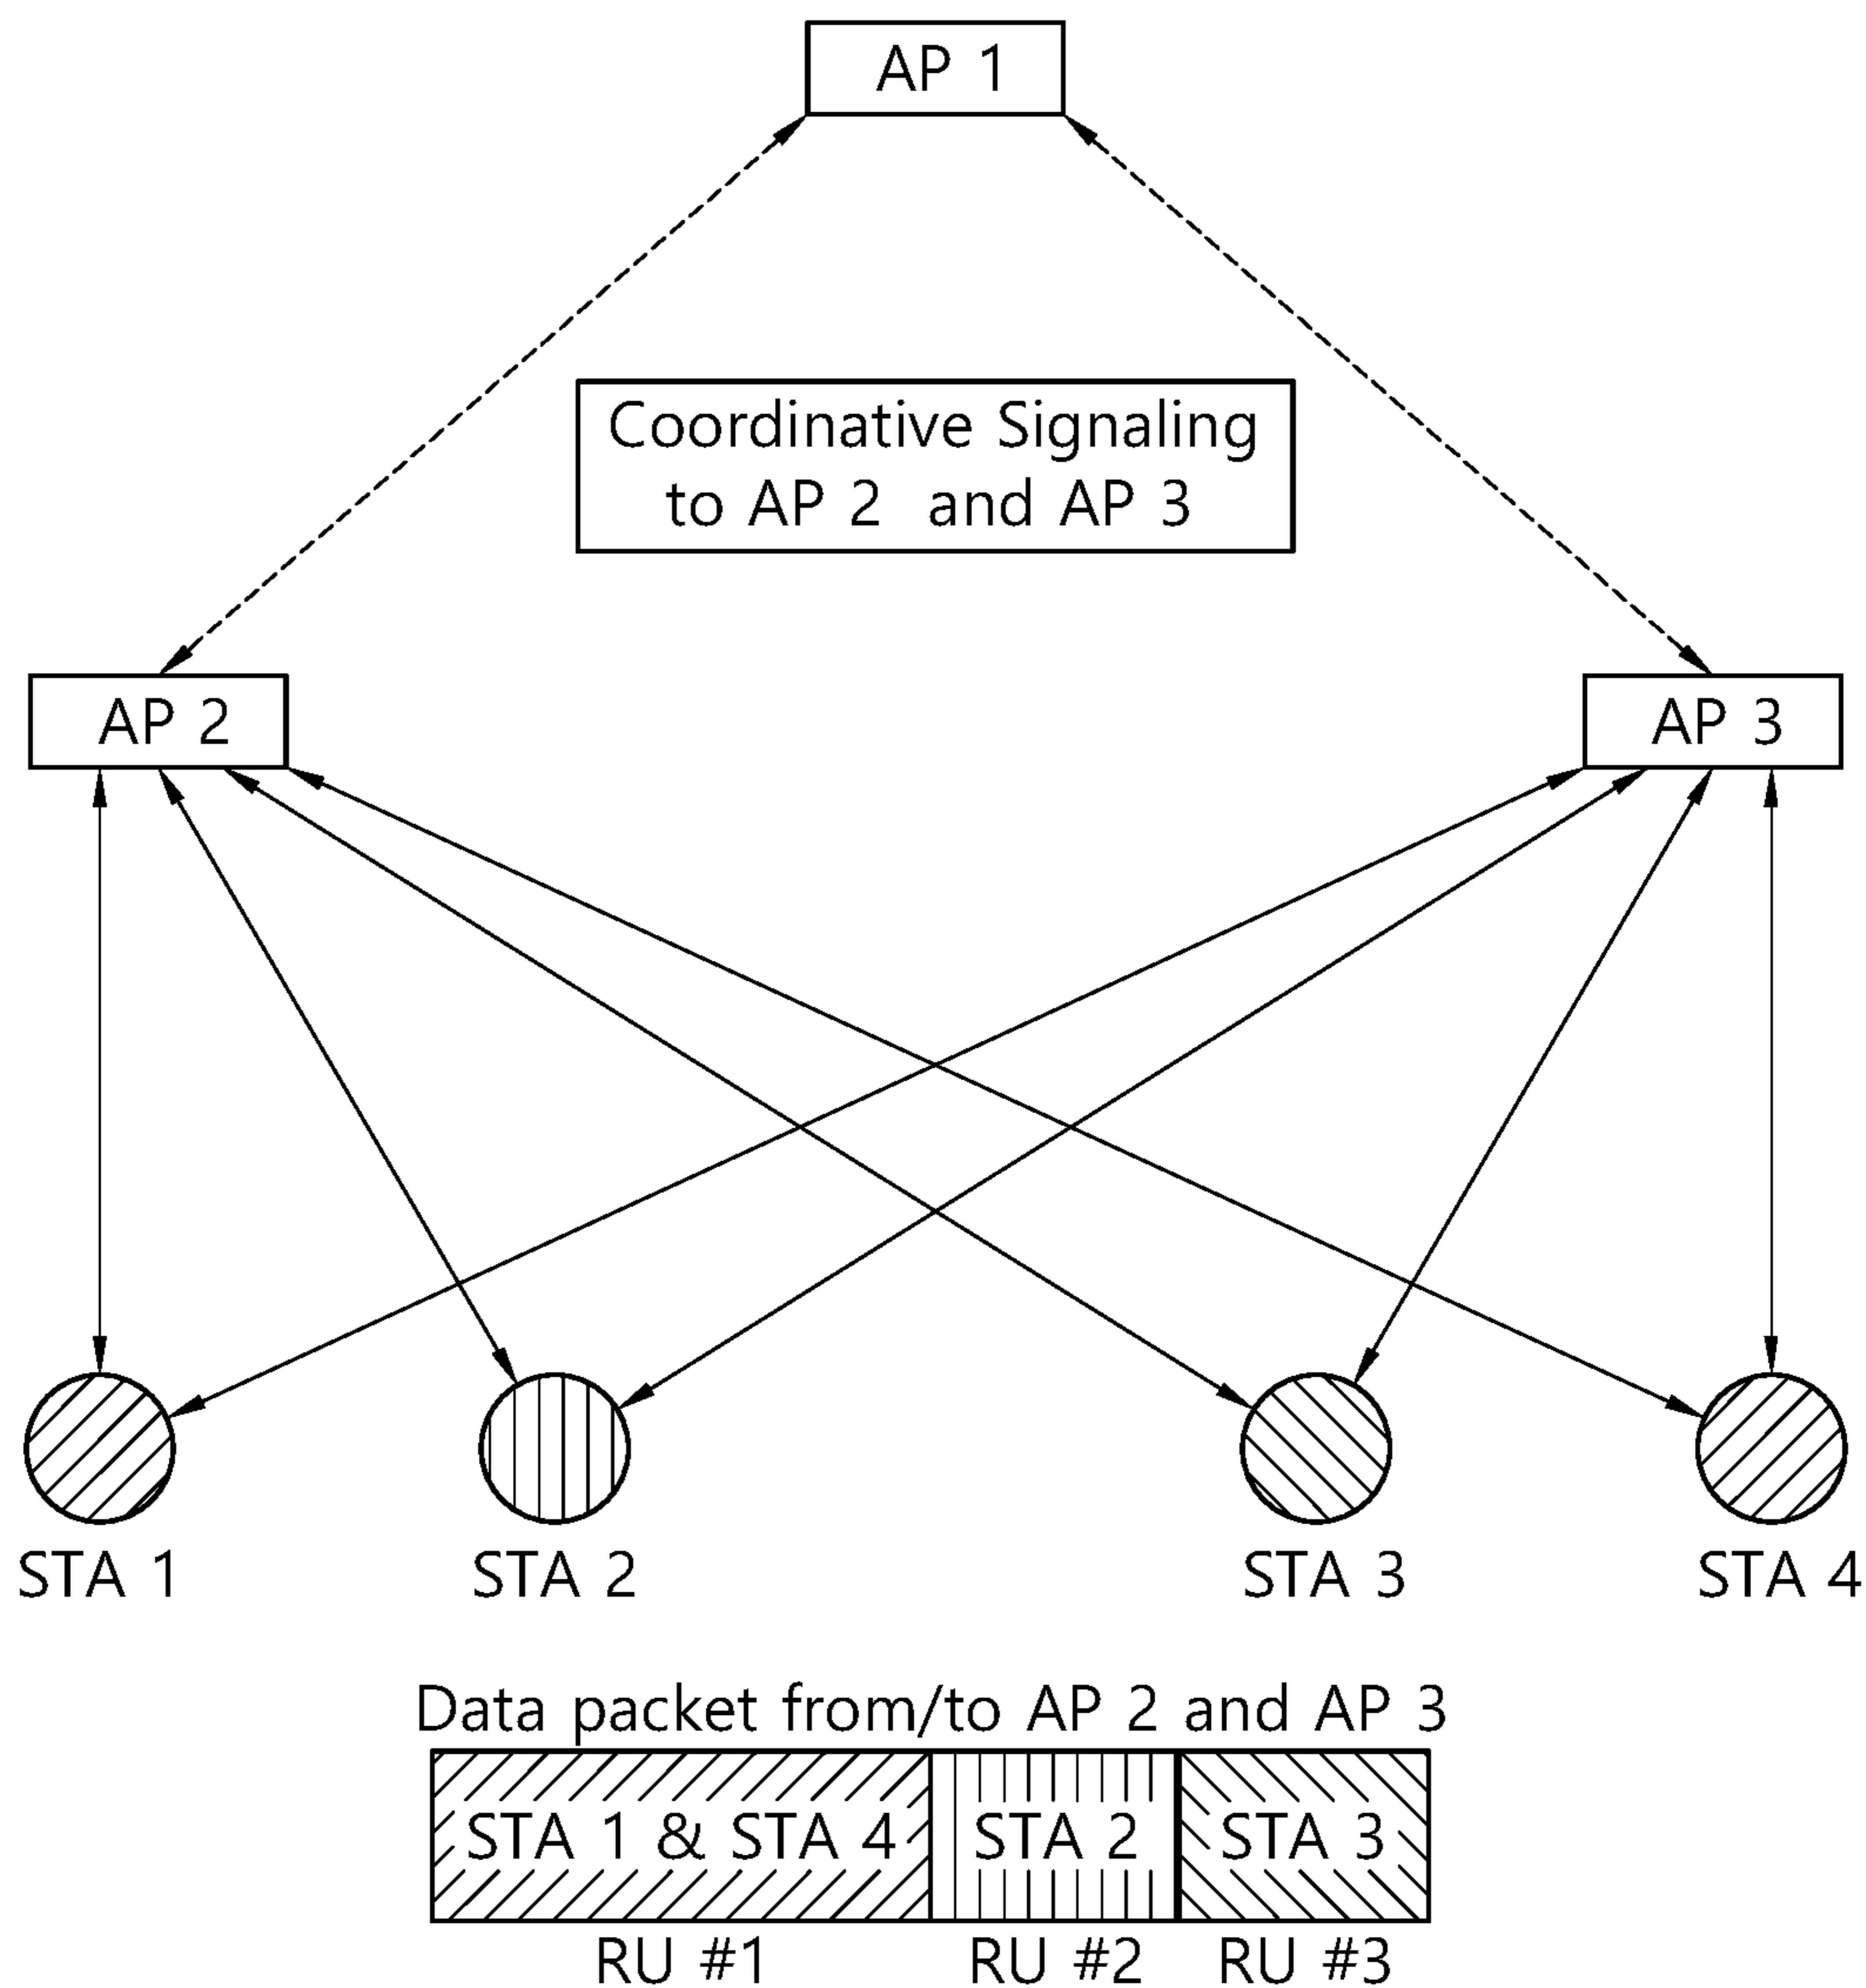 AP 1
Coordinative Signaling
to AP 2 and AP 3
AP 2
AP 3
STA 1
STA 2
STA 3
STA 4
Data packet from/to AP 2 and AP 3
STA 1 & STA 4
STA 2
STA 3
RU #1
RU #2
RU #3